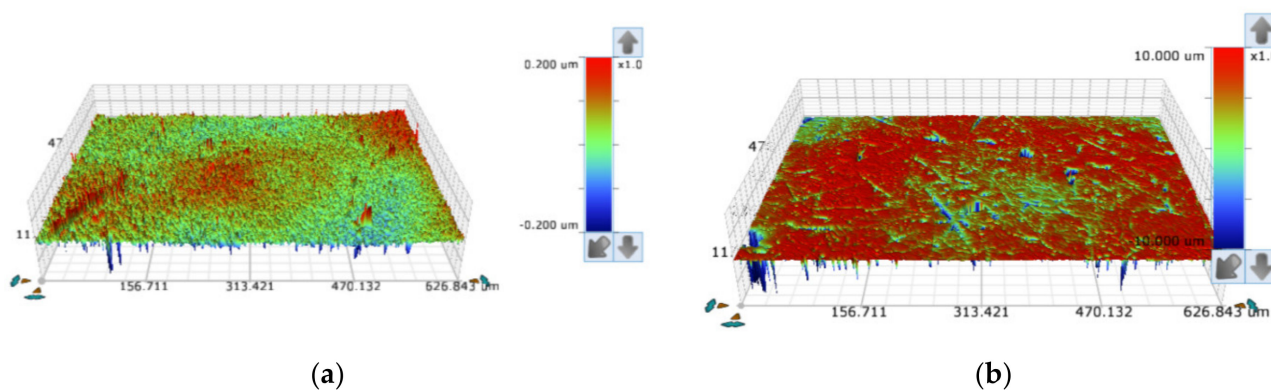 0.200 um
x1.0
-0.200 um
47
11
156.711
313.421
470.132
626.843 um
(a)
10.000 um
x1.0
-10.000 um
47
11
156.711
313.421
470.132
626.843 um
(b)